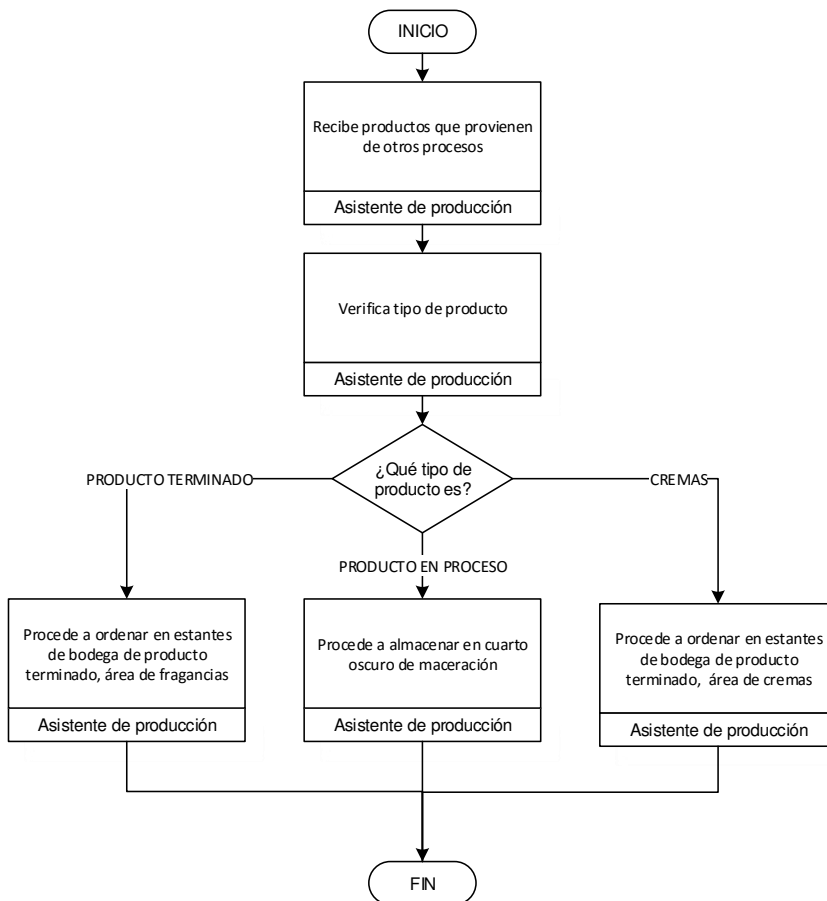 INICIO
Recibe productos que provienen
de otros procesos
Asistente de producción
Verifica tipo de producto
Asistente de producción
¿Qué tipo de
producto es?
PRODUCTO TERMINADO
CREMAS
PRODUCTO EN PROCESO
Procede a ordenar en estantes
de bodega de producto
terminado, área de fragancias
Asistente de producción
Procede a almacenar en cuarto
oscuro de maceración
Asistente de producción
Procede a ordenar en estantes
de bodega de producto
terminado, área de cremas
Asistente de producción
FIN